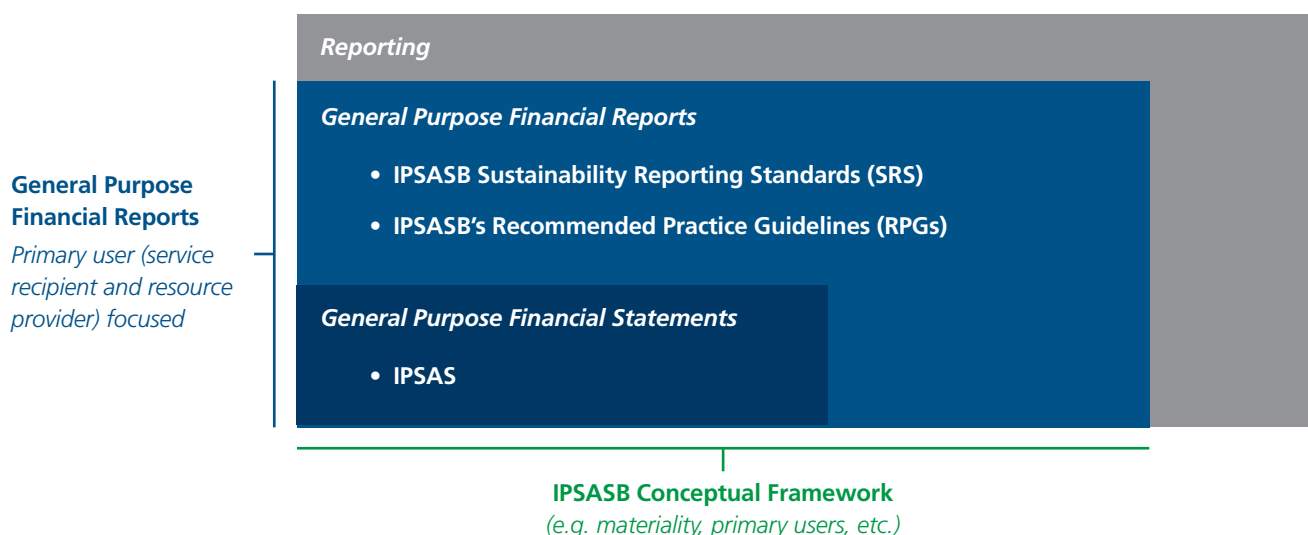 Reporting
General Purpose Financial Reports
• IPSASB Sustainability Reporting Standards (SRS)
• IPSASB’s Recommended Practice Guidelines (RPGs)
General Purpose
Financial Reports
Primary user (service
recipient and resource
provider) focused
General Purpose Financial Statements
• IPSAS
IPSASB Conceptual Framework
(e.g. materiality, primary users, etc.)